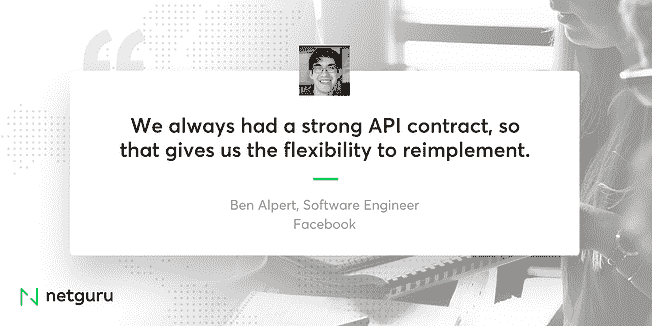 We always had a strong API contract, so
that gives us the flexibility to reimplement.
Ben Alpert, Software Engineer
Facebook
netguru